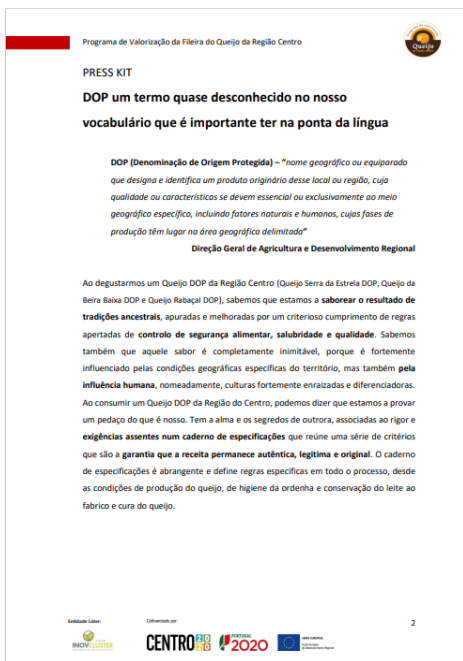 Programa de Valorização da Fileira do Queijo da Região Centro
Queijo
PRESS KIT
DOP um termo quase desconhecido no nosso
vocabulário que é importante ter na ponta da língua
DOP (Denominação de Origem Protegida) – “nome geográfico ou equiparado
que designa e identifica um produto originário desse local ou região, cuja
qualidade ou características se devem essencial ou exclusivamente ao meio
geográfico específico, incluindo fatores naturais e humanos, cujas fases de
produção têm lugar na área geográfica delimitada”
Direção Geral de Agricultura e Desenvolvimento Regional
Ao degustarmos um Queijo DOP da Região Centro (Queijo Serra da Estrela DOP, Queijo da
Beira Baixa DOP e Queijo Rabaçal DOP), sabemos que estamos a saborear o resultado de
tradições ancestrais, apuradas e melhoradas por um criterioso cumprimento de regras
apertadas de controlo de segurança alimentar, salubridade e qualidade. Sabemos
também que aquele sabor é completamente inimitável, porque é fortemente
influenciado pelas condições geográficas específicas do território, mas também pela
influência humana, nomeadamente, culturas fortemente enraizadas e diferenciadoras.
Ao consumir um Queijo DOP da Região do Centro, podemos dizer que estamos a provar
um pedaço do que é nosso. Tem a alma e os segredos de outrora, associadas ao rigor e
exigências assentes num caderno de especificações que reúne uma série de critérios
que são a garantia que a receita permanece autêntica, legítima e original. O caderno
de especificações é abrangente e define regras específicas em todo o processo, desde
as condições de produção do queijo, de higiene da ordenha e conservação do leite ao
fabrico e cura do queijo.
Entidade Líder:
Cofinanciado por:
2
INOVCLUSTER
CENTRO 2020
PORTUGAL
2020
UNIÃO EUROPEIA